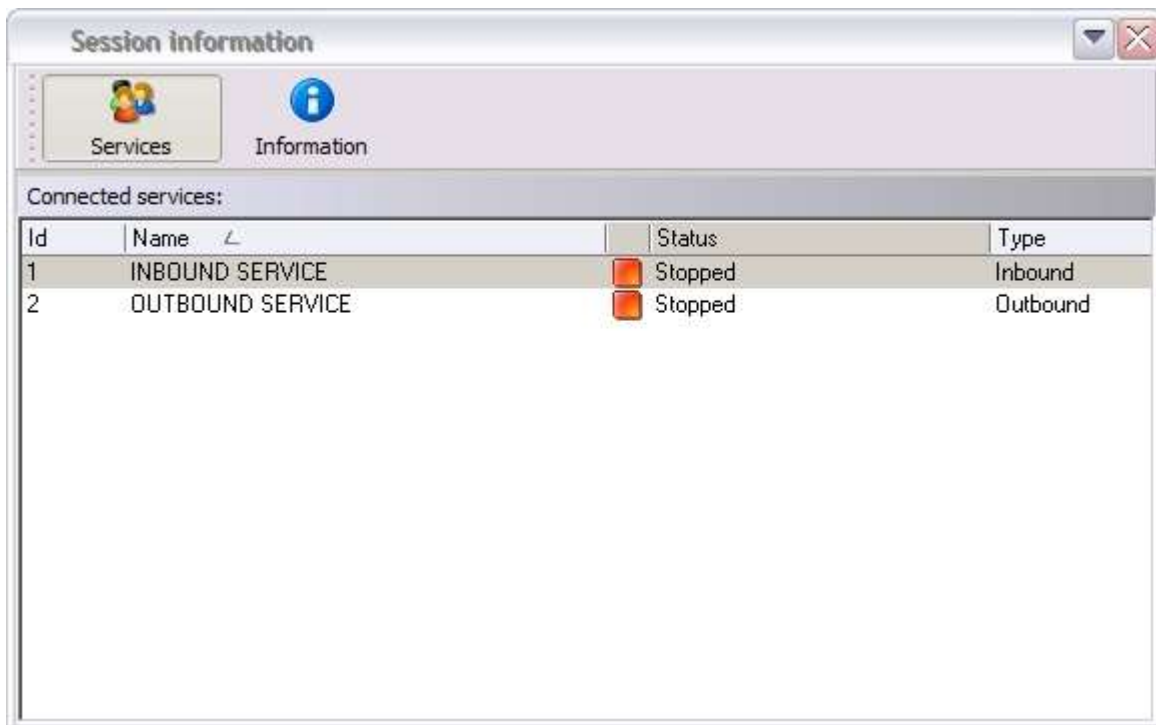 Session information
Services Information
Connected services:
Id Name Status Type
1 INBOUND SERVICE Stopped Inbound
2 OUTBOUND SERVICE Stopped Outbound